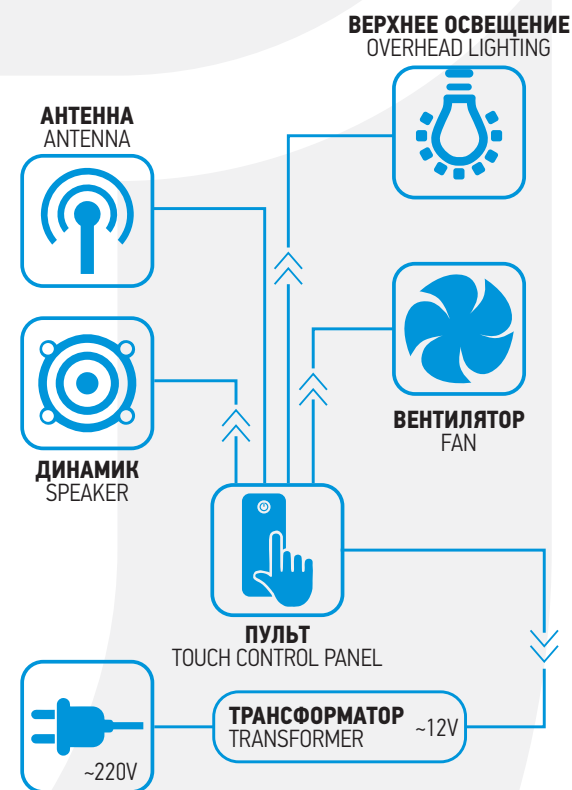 ВЕРХНЕЕ ОСВЕЩЕНИЕ
OVERHEAD LIGHTING
АНТЕННА
ANTENNA
ВЕНТИЛЯТОР
FAN
ДИНАМИК
SPEAKER
ПУЛЬТ
TOUCH CONTROL PANEL
ТРАНСФОРМАТОР
TRANSFORMER
~12V
~220V